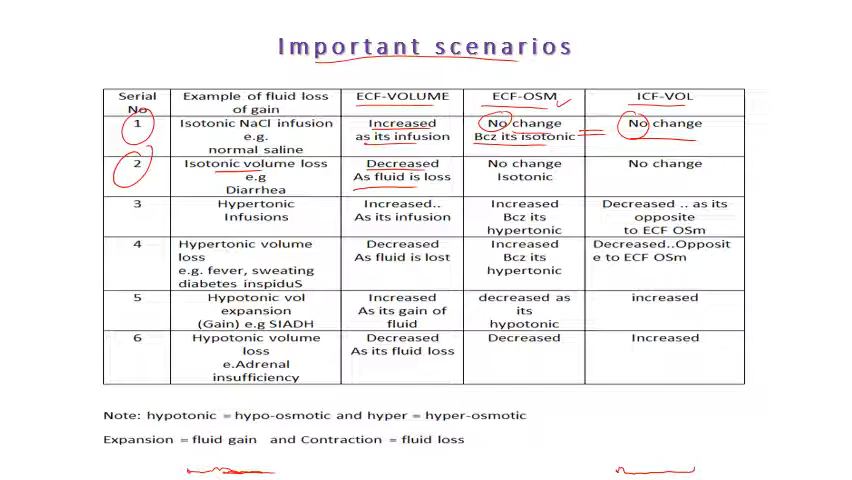 Important scenarios
Serial No
Example of fluid loss of gain
ECF-VOLUME
ECF-OSM
ICF-VOL
1
Isotonic NaCl infusion
e.g.
normal saline
Increased
as its infusion
No change
Bcz its isotonic
No change
2
Isotonic volume loss
e.g
Diarrhea
Decreased
As fluid is loss
No change
Isotonic
No change
3
Hypertonic
Infusions
Increased..
As its infusion
Increased
Bcz its
hypertonic
Decreased .. as its
opposite
to ECF OSm
4
Hypertonic volume
loss
e.g. fever, sweating
diabetes inspiduS
Decreased
As fluid is lost
Increased
Bcz its
hypertonic
Decreased..Opposit
e to ECF OSm
5
Hypotonic vol
expansion
(Gain) e.g SIADH
Increased
As its gain of
fluid
decreased as
its
hypotonic
increased
6
Hypotonic volume
loss
e.Adrenal
insufficiency
Decreased
As its fluid loss
Decreased
Increased
Note: hypotonic = hypo-osmotic and hyper = hyper-osmotic
Expansion = fluid gain and Contraction = fluid loss